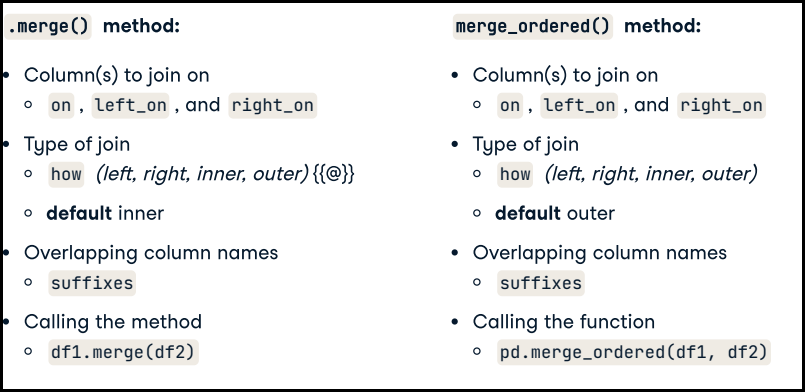 .merge() method:
• Column(s) to join on
○ on , left_on , and right_on
• Type of join
○ how (left, right, inner, outer) {{@}}
○ default inner
• Overlapping column names
○ suffixes
• Calling the method
○ df1.merge(df2)
merge_ordered() method:
• Column(s) to join on
○ on , left_on , and right_on
• Type of join
○ how (left, right, inner, outer)
○ default outer
• Overlapping column names
○ suffixes
• Calling the function
○ pd.merge_ordered(df1, df2)